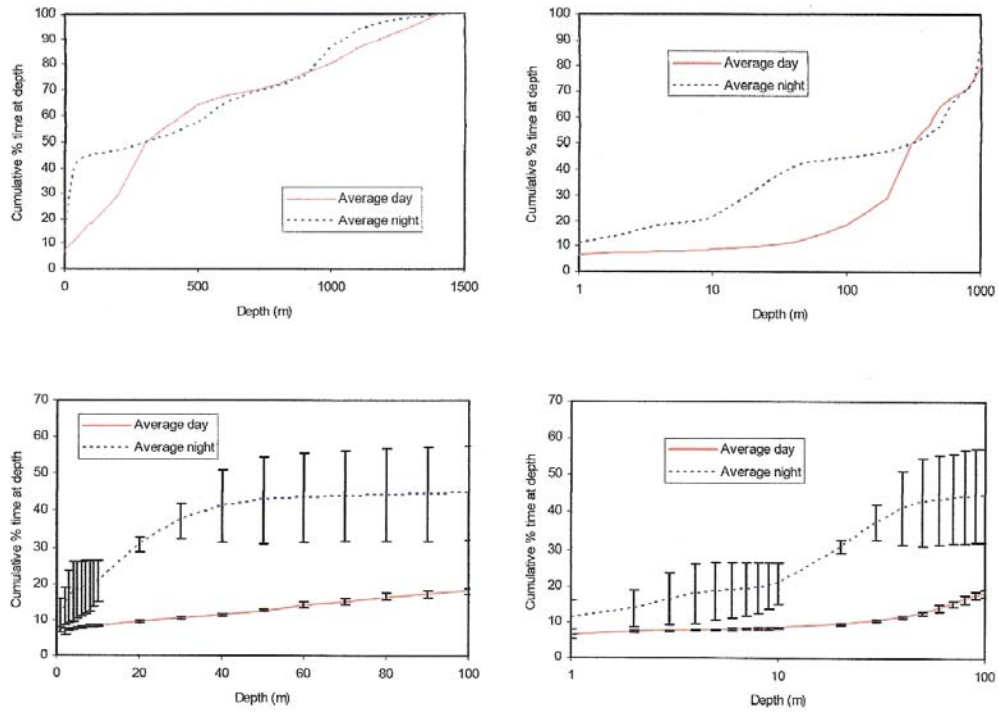 Cumulative % time at depth
100
90
80
70
60
50
40
30
20
10
0
Average day
Average night
0 500 1000 1500
Depth (m)
Cumulative % time at depth
100
90
80
70
60
50
40
30
20
10
0
Average day
Average night
1 10 100 1000
Depth (m)
Cumulative % time at depth
70
60
50
40
30
20
10
0
Average day
Average night
0 20 40 60 80 100
Depth (m)
Cumulative % time at depth
70
60
50
40
30
20
10
0
Average day
Average night
1 10 100
Depth (m)